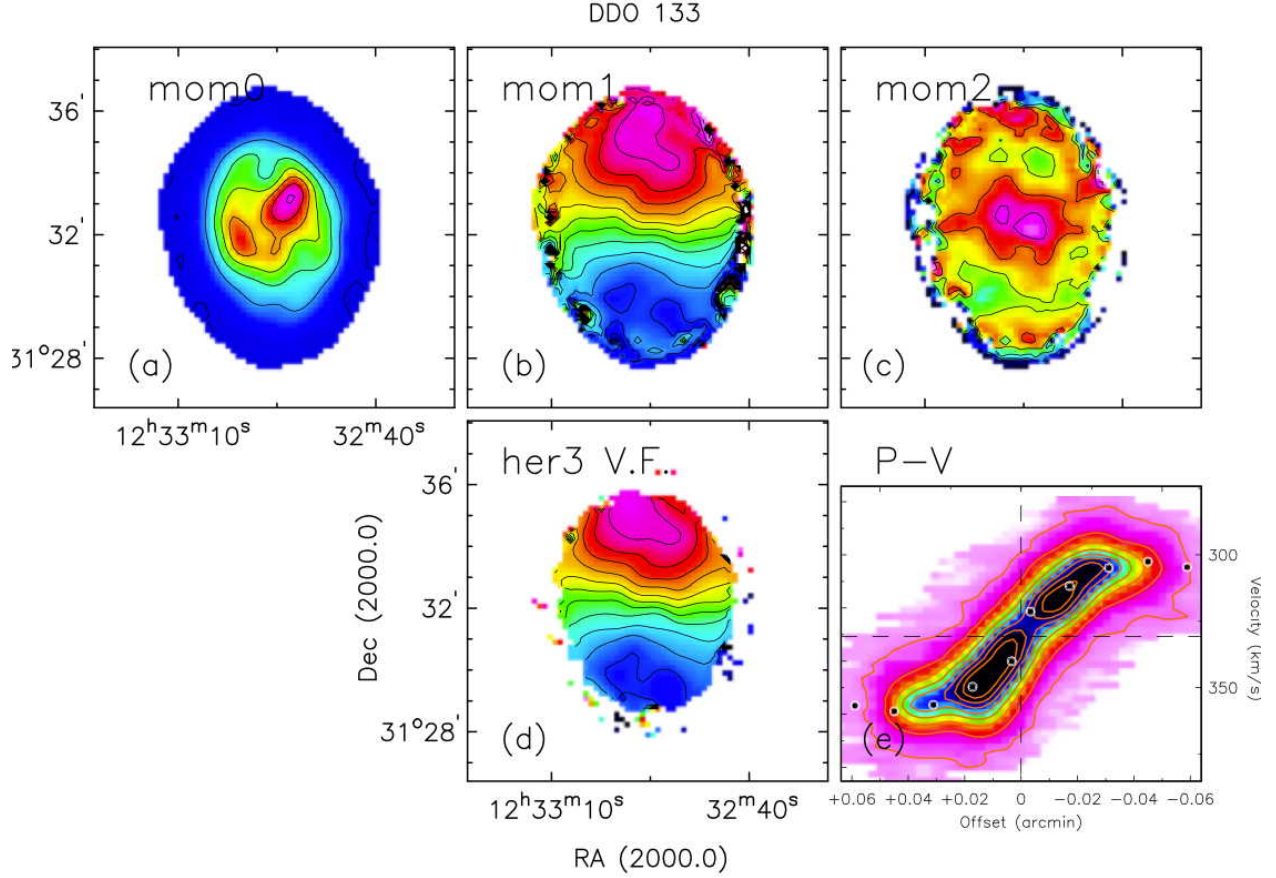 DDO 133
mom0
mom1
mom2
36'
32'
31°28'
(a)
(b)
(c)
12ʰ33ᵐ10ˢ
32ᵐ40ˢ
her3 V.F.
P-V
36'
32'
31°28'
Dec (2000.0)
(d)
(e)
300
350
Velocity (km/s)
+0.06 +0.04 +0.02 0 -0.02 -0.04 -0.06
Offset (arcmin)
12ʰ33ᵐ10ˢ
32ᵐ40ˢ
RA (2000.0)